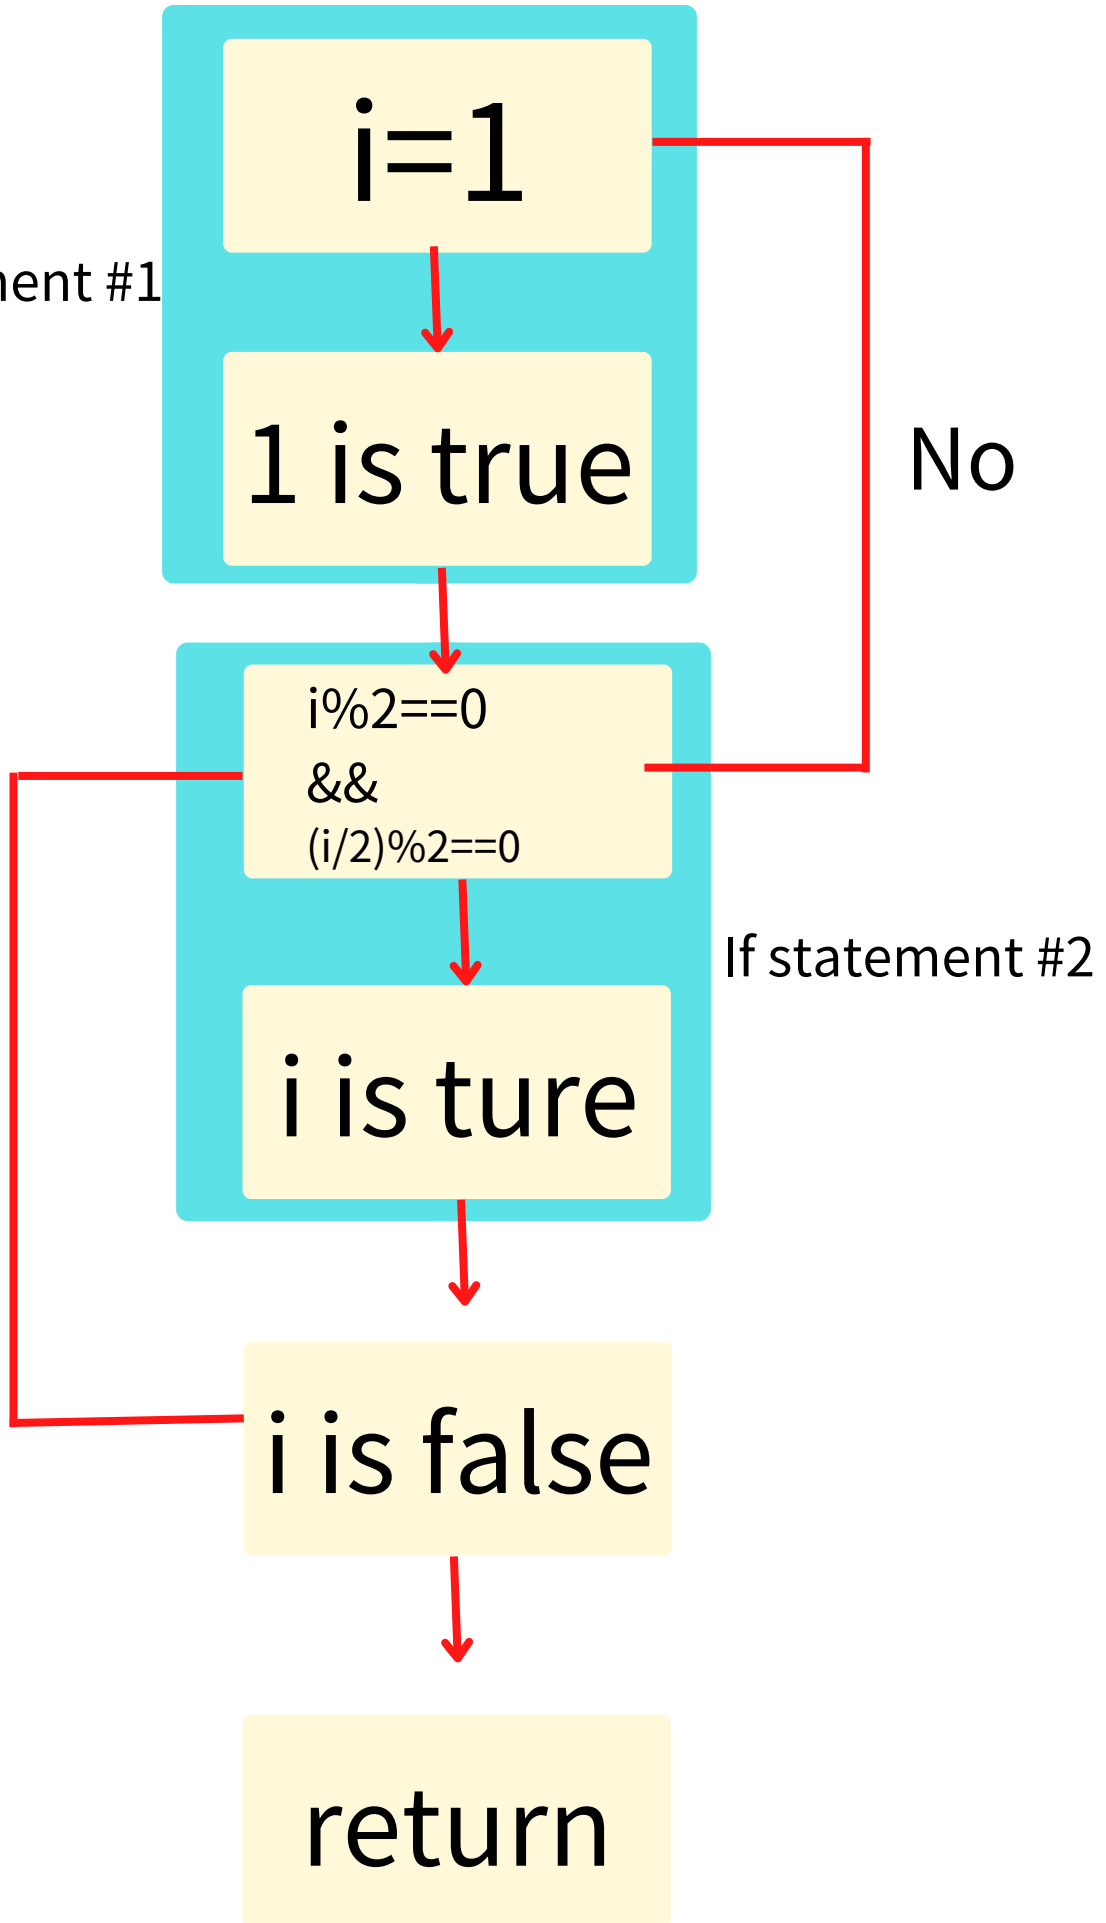 i=1
#1
1 is true
No
i%2==0
&&
(i/2)%2==0
If statement #2
i is ture
i is false
return